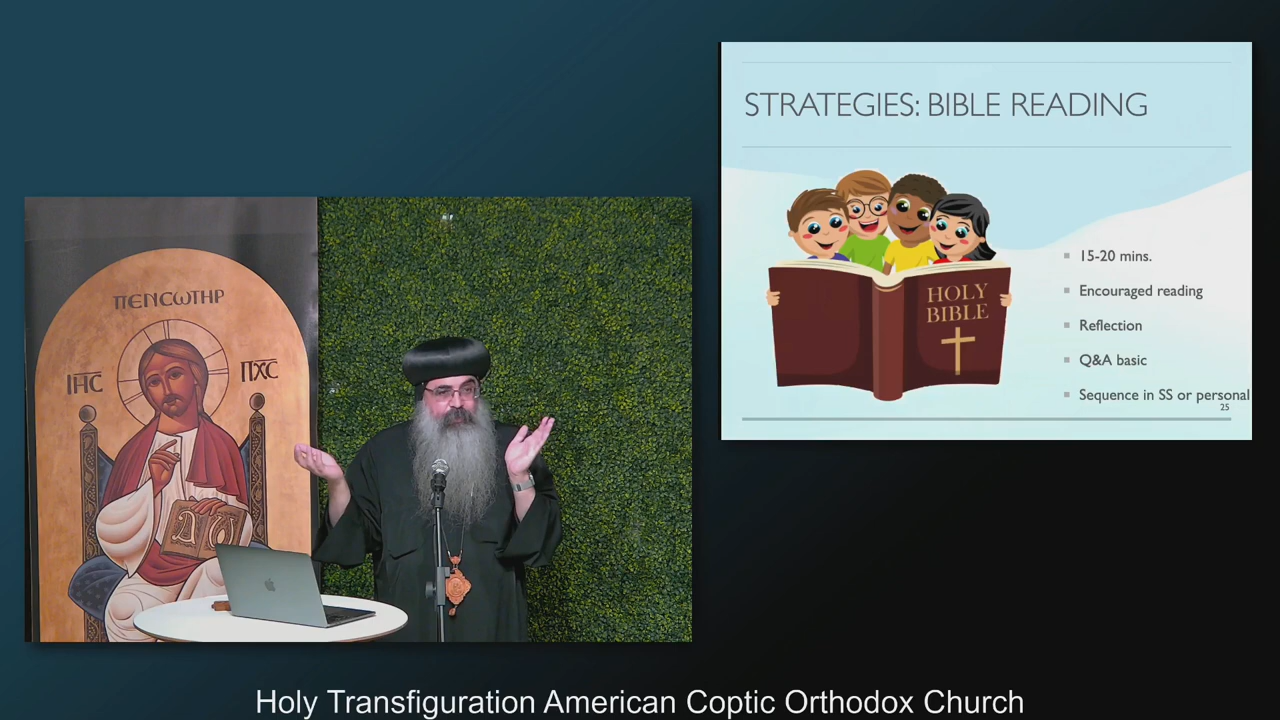 STRATEGIES: BIBLE READING
HOLY
BIBLE
15-20 mins.
Encouraged reading
Reflection
Q&A basic
Sequence in SS or personal
25
ⲠⲈⲚⲤⲰⲦⲎⲢ
ⲒⲎⲤ
ⲠⲬⲤ
Ⲁ Ⲱ
Holy Transfiguration American Coptic Orthodox Church